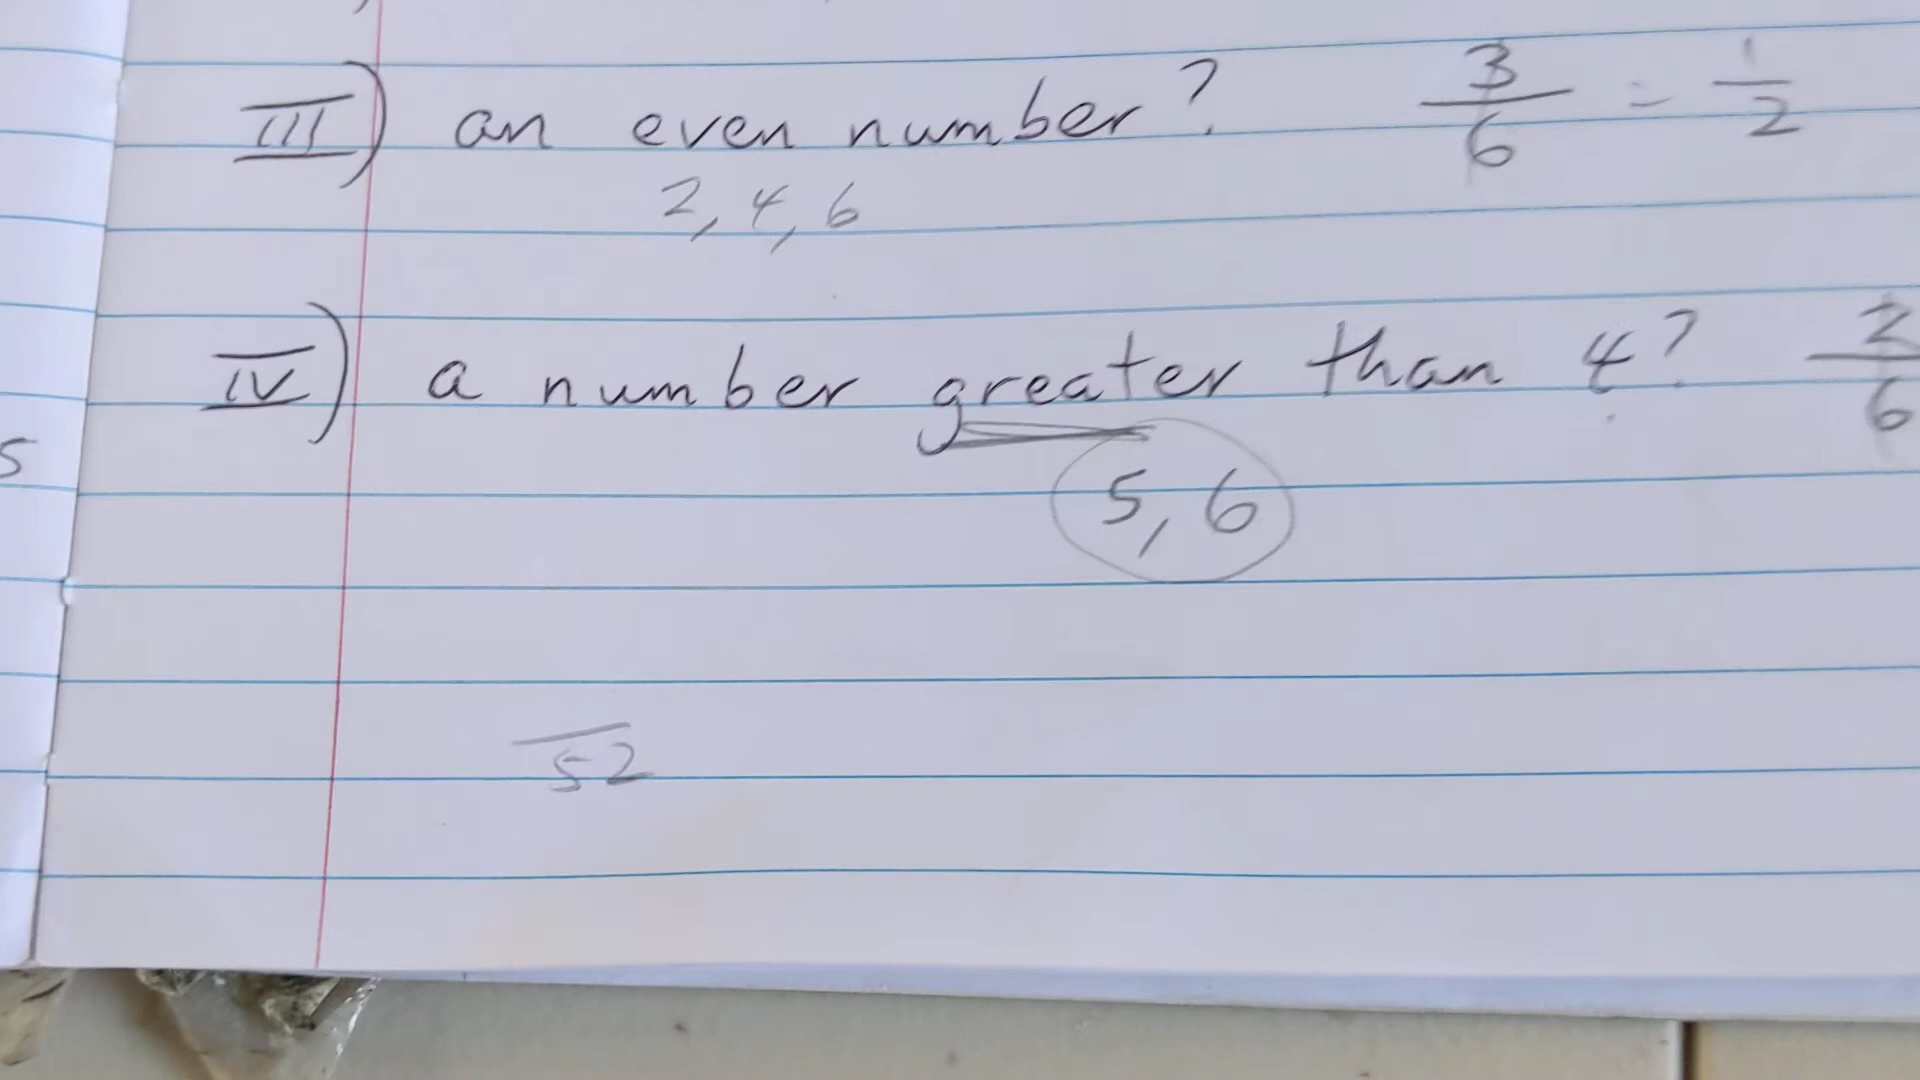 III) an even number? 3/6 = 1/2
2, 4, 6
IV) a number greater than 4? 2/6
5, 6
5
52